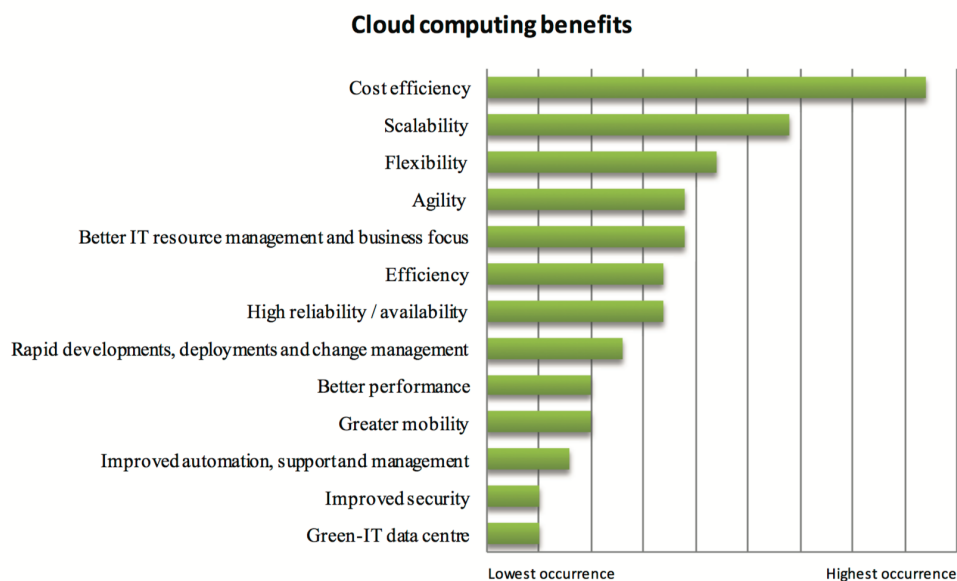 Cloud computing benefits
Cost efficiency
Scalability
Flexibility
Agility
Better IT resource management and business focus
Efficiency
High reliability / availability
Rapid developments, deployments and change management
Better performance
Greater mobility
Improved automation, support and management
Improved security
Green-IT data centre
Lowest occurrence Highest occurrence